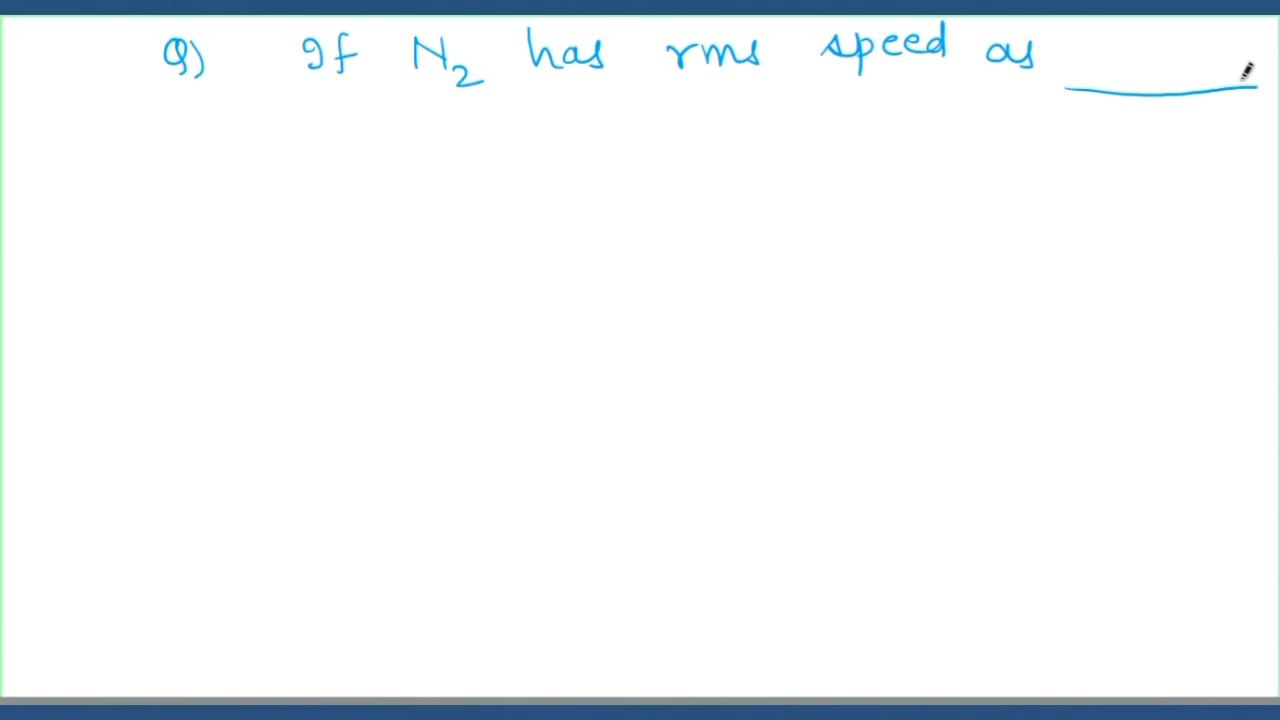 Q) If N₂ has rms speed as ______